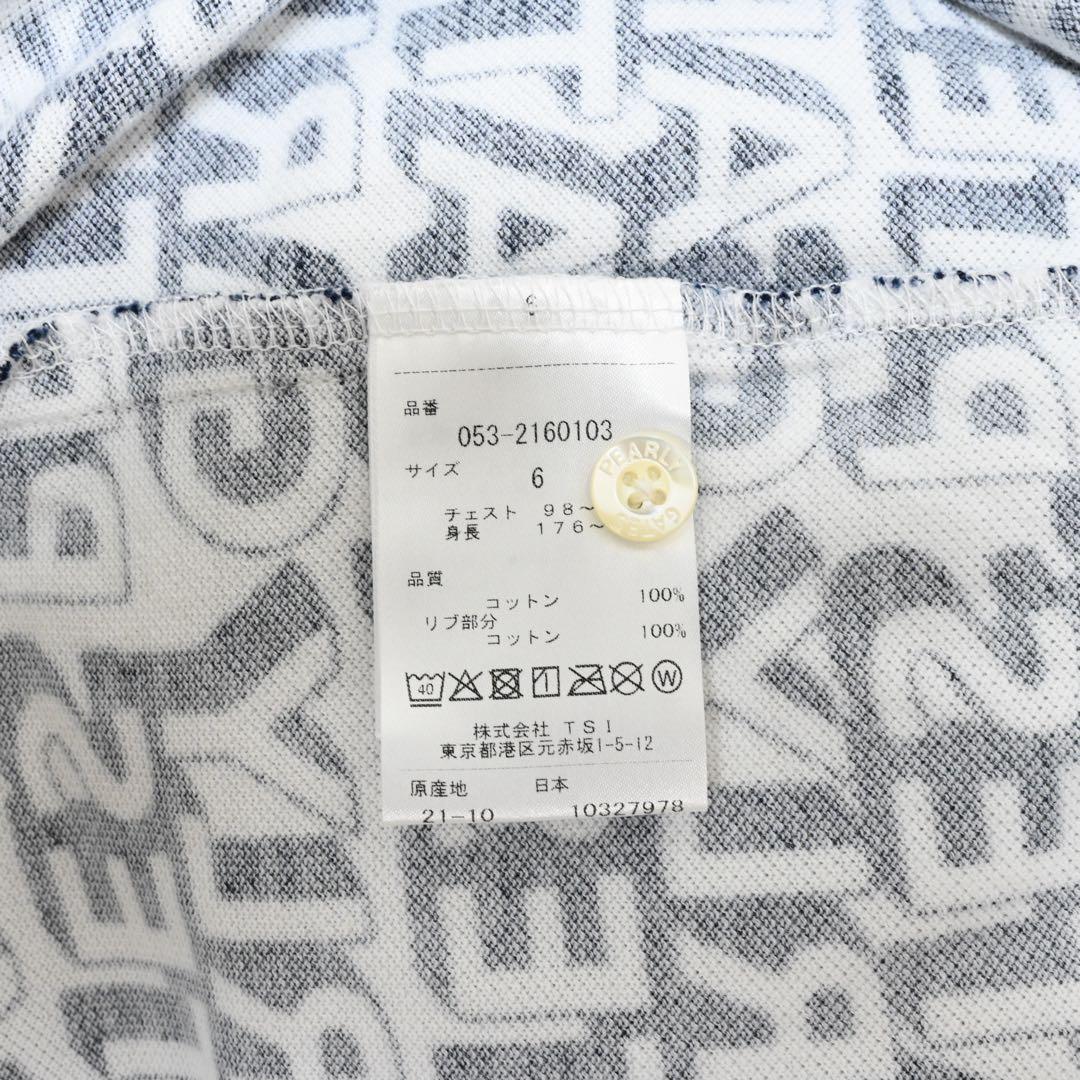 品番
053-2160103
サイズ
6
チェスト 98~
身長 176~
PEARLY
GATES
品質
コットン 100%
リブ部分
コットン 100%
40
1
W
株式会社 TSI
東京都港区元赤坂1-5-12
原産地 日本
21-10 10327978